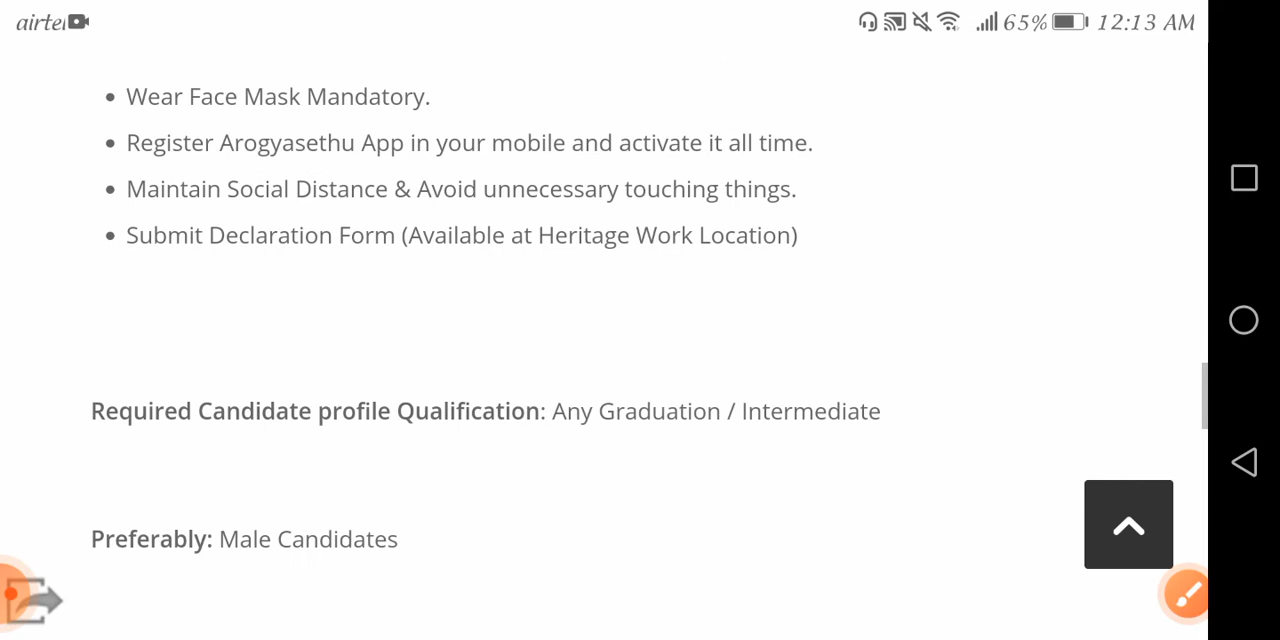 airtel
65% 12:13 AM
Wear Face Mask Mandatory.
Register Arogyasethu App in your mobile and activate it all time.
Maintain Social Distance & Avoid unnecessary touching things.
Submit Declaration Form (Available at Heritage Work Location)
Required Candidate profile Qualification: Any Graduation / Intermediate
Preferably: Male Candidates